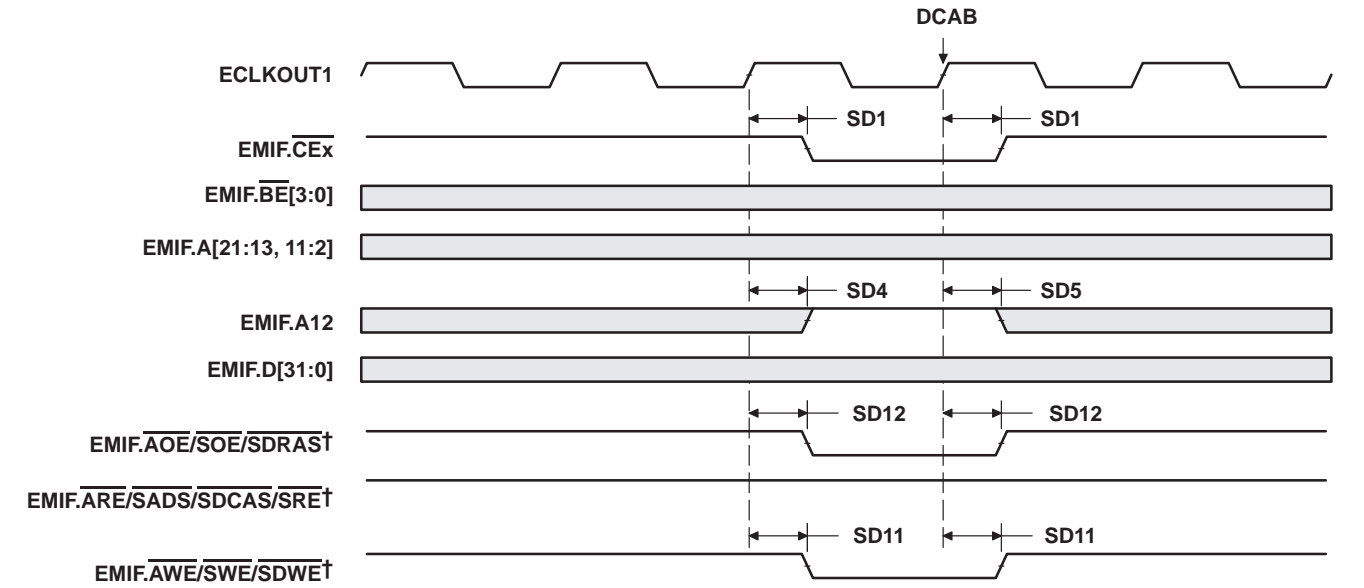 DCAB
ECLKOUT1
SD1 SD1
EMIF.CEx
EMIF.BE[3:0]
EMIF.A[21:13, 11:2]
SD4 SD5
EMIF.A12
EMIF.D[31:0]
SD12 SD12
EMIF.AOE/SOE/SDRAS†
EMIF.ARE/SADS/SDCAS/SRE†
SD11 SD11
EMIF.AWE/SWE/SDWE†